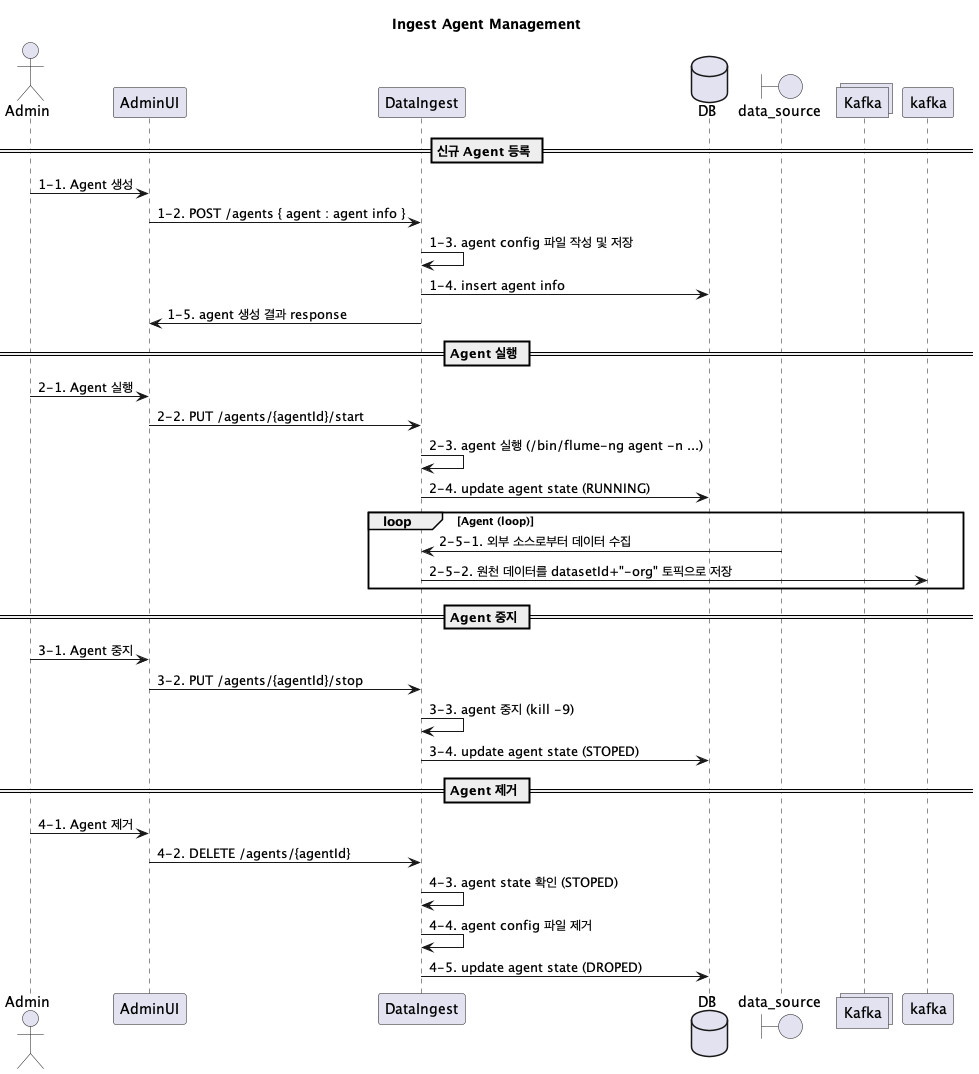 Ingest Agent Management
Admin
AdminUI
DataIngest
DB
data_source
Kafka
kafka
신규 Agent 등록
1-1. Agent 생성
1-2. POST /agents { agent : agent info }
1-3. agent config 파일 작성 및 저장
1-4. insert agent info
1-5. agent 생성 결과 response
Agent 실행
2-1. Agent 실행
2-2. PUT /agents/{agentId}/start
2-3. agent 실행 (/bin/flume-ng agent -n ...)
2-4. update agent state (RUNNING)
loop
[Agent (loop)]
2-5-1. 외부 소스로부터 데이터 수집
2-5-2. 원천 데이터를 datasetId+"-org" 토픽으로 저장
Agent 중지
3-1. Agent 중지
3-2. PUT /agents/{agentId}/stop
3-3. agent 중지 (kill -9)
3-4. update agent state (STOPED)
Agent 제거
4-1. Agent 제거
4-2. DELETE /agents/{agentId}
4-3. agent state 확인 (STOPED)
4-4. agent config 파일 제거
4-5. update agent state (DROPED)
Admin
AdminUI
DataIngest
DB
data_source
Kafka
kafka